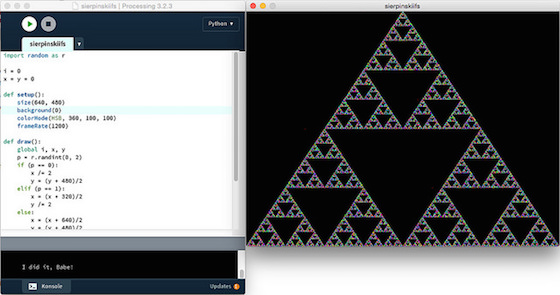 sierpinskiifs | Processing 3.2.3
Python
sierpinskiifs
import random as r
i = 0
x = y = 0
def setup():
size(640, 480)
background(0)
colorMode(HSB, 360, 100, 100)
frameRate(1200)
def draw():
global i, x, y
p = r.randint(0, 2)
if (p == 0):
x /= 2
y = (y + 480)/2
elif (p == 1):
x = (x + 320)/2
y /= 2
else:
x = (x + 640)/2
y = (y + 480)/2
I did it, Babe!
Konsole
Updates
sierpinskiifs